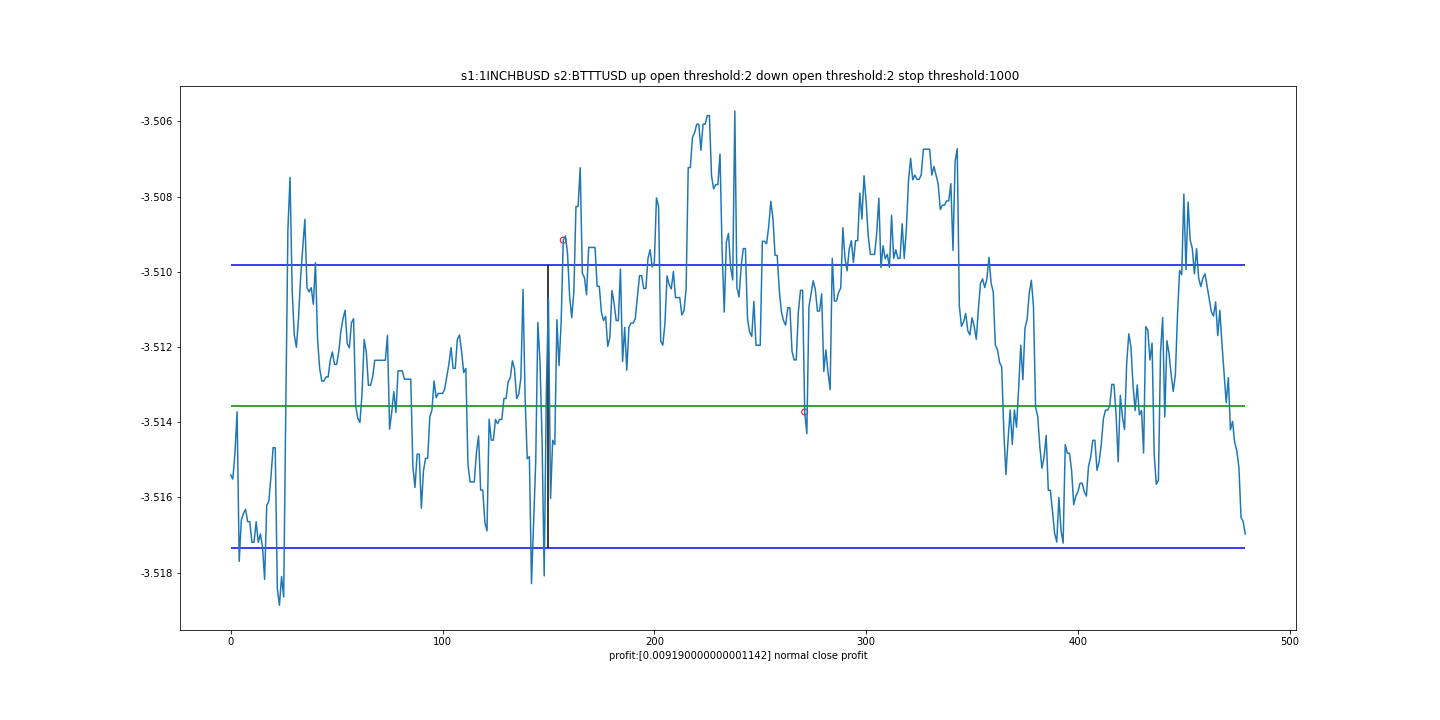 s1:1INCHBUSD s2:BTTTUSD up open threshold:2 down open threshold:2 stop threshold:1000
-3.506
-3.508
-3.510
-3.512
-3.514
-3.516
-3.518
0 100 200 300 400 500
profit:[0.009190000000001142] normal close profit